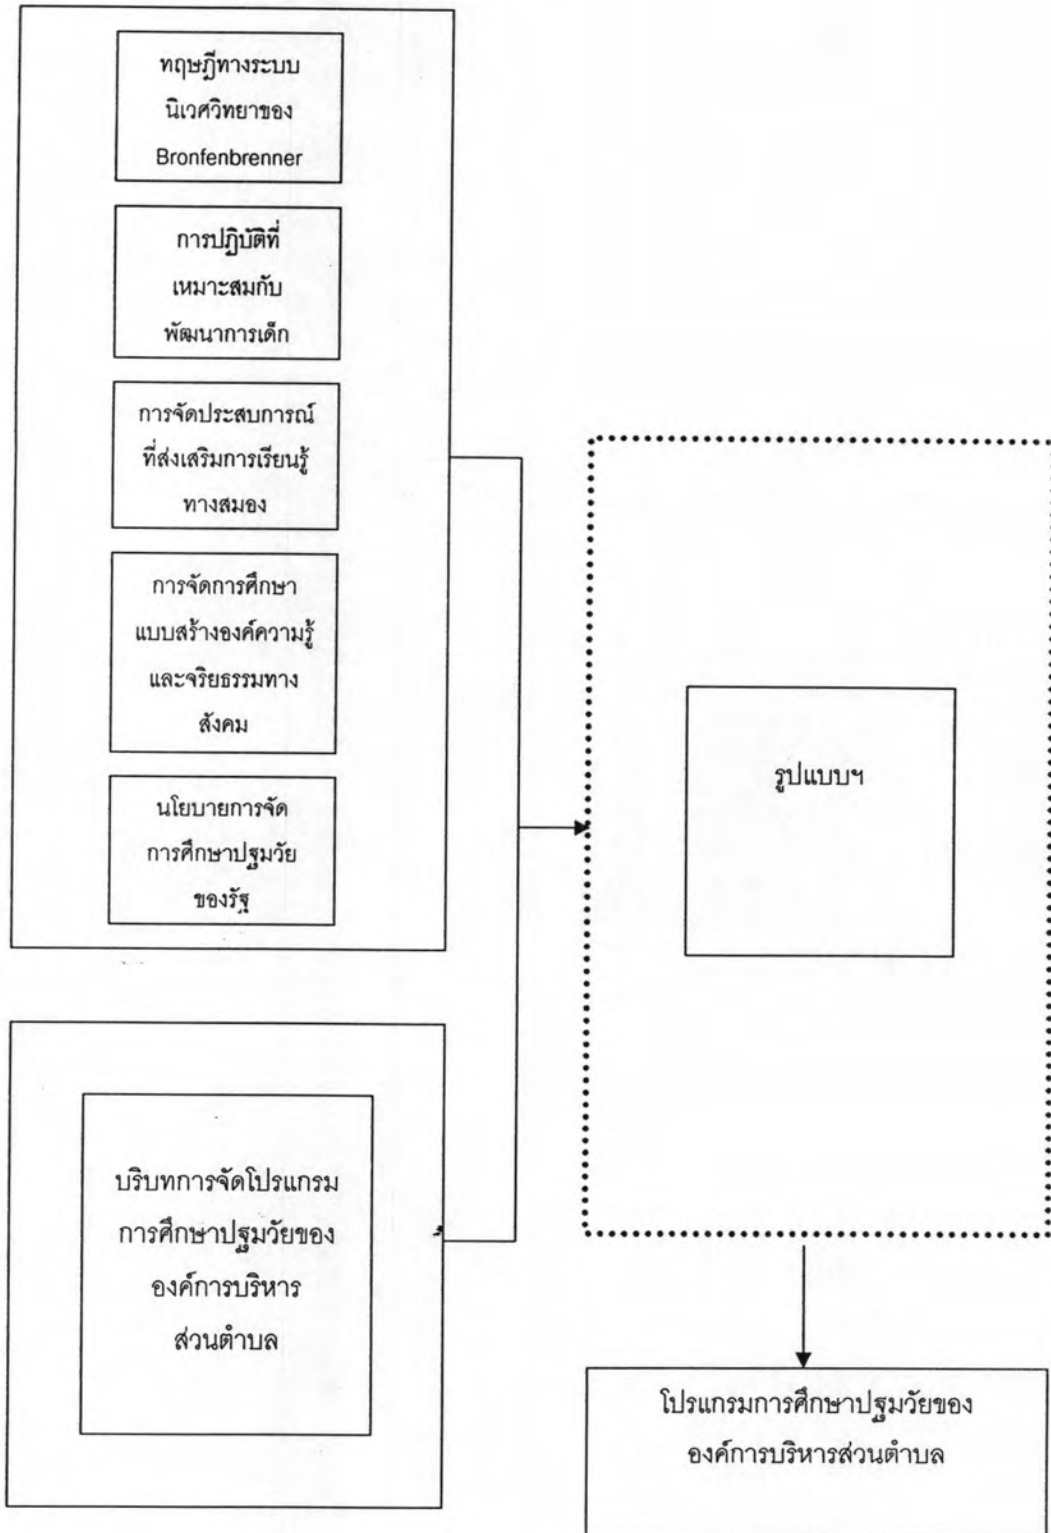 ทฤษฎีทางระบบ
นิเวศวิทยาของ
Bronfenbrenner
การปฏิบัติที่
เหมาะสมกับ
พัฒนาการเด็ก
การจัดประสบการณ์
ที่ส่งเสริมการเรียนรู้
ทางสมอง
การจัดการศึกษา
แบบสร้างองค์ความรู้
และจริยธรรมทาง
สังคม
นโยบายการจัด
การศึกษาปฐมวัย
ของรัฐ
บริบทการจัดโปรแกรม
การศึกษาปฐมวัยของ
องค์การบริหาร
ส่วนตำบล
รูปแบบฯ
โปรแกรมการศึกษาปฐมวัยของ
องค์การบริหารส่วนตำบล